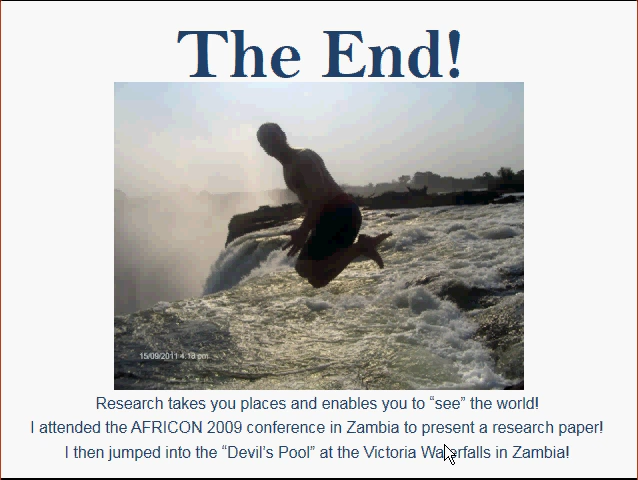 The End!
15/09/2011 4:18 pm
Research takes you places and enables you to “see” the world!
I attended the AFRICON 2009 conference in Zambia to present a research paper!
I then jumped into the “Devil’s Pool” at the Victoria Waterfalls in Zambia!